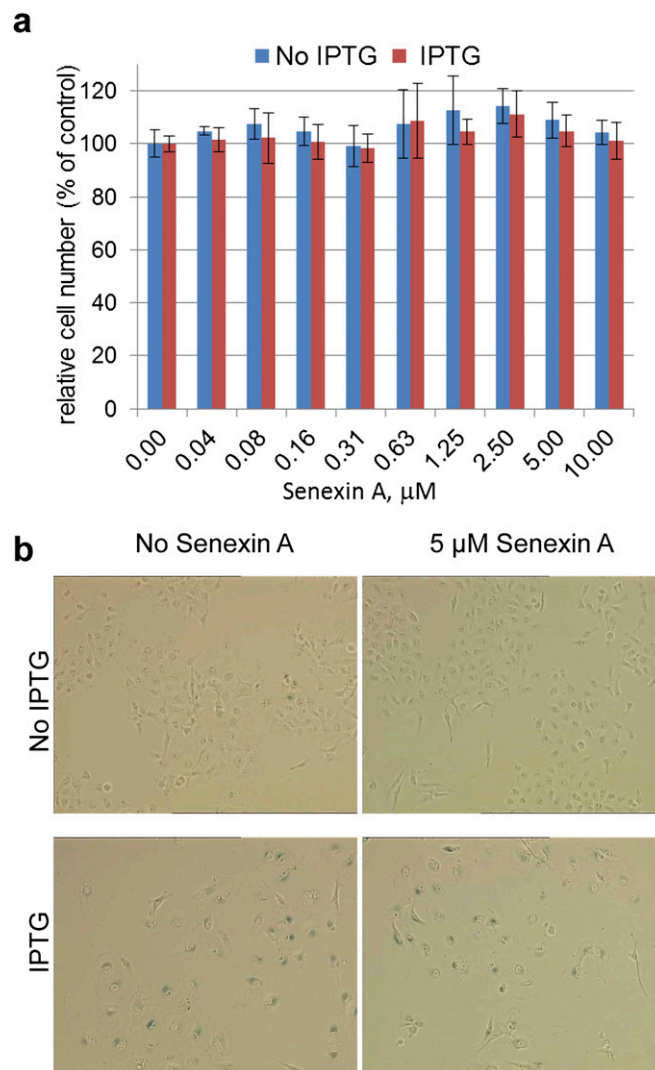 a
No IPTG IPTG
relative cell number (% of control)
120
100
80
60
40
20
0
0.00 0.04 0.08 0.16 0.31 0.63 1.25 2.50 5.00 10.00
Senexin A, μM
b
No Senexin A 5 μM Senexin A
No IPTG
IPTG